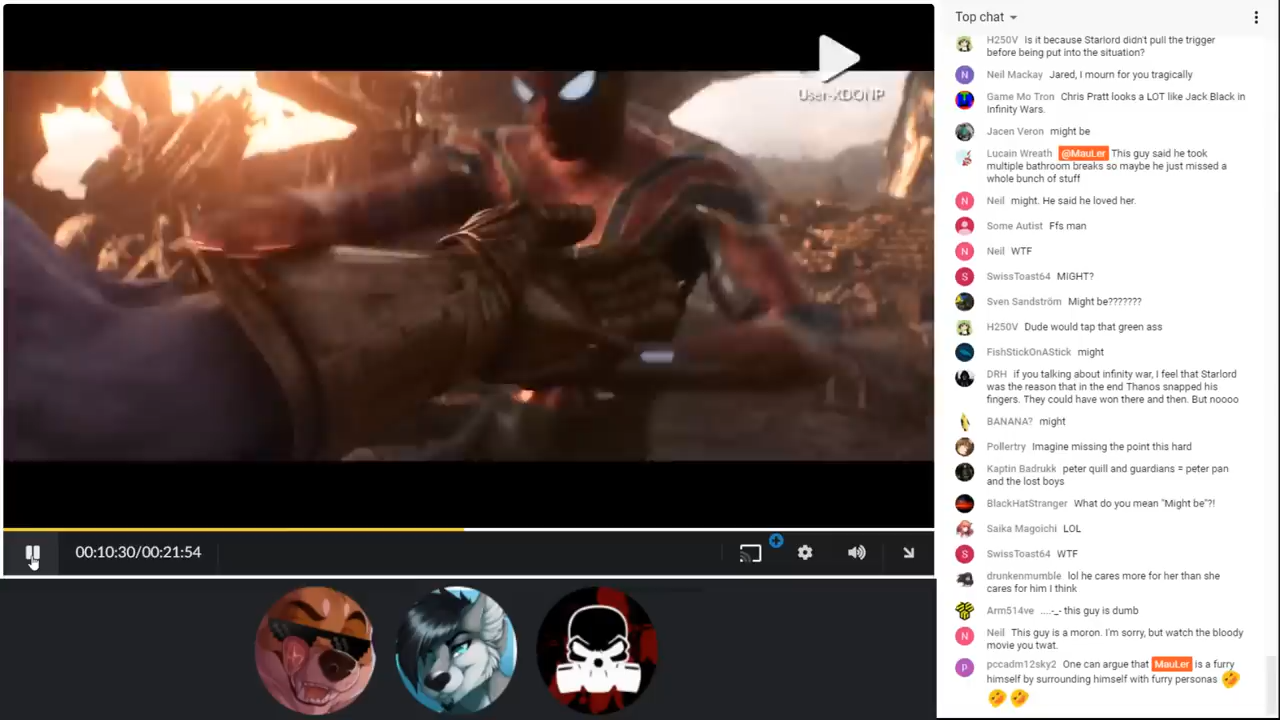 User-XDONP
00:10:30/00:21:54
Top chat
H250V Is it because Starlord didn't pull the trigger
before being put into the situation?
N
Neil Mackay Jared, I mourn for you tragically
Game Mo Tron Chris Pratt looks a LOT like Jack Black in
Infinity Wars.
Jacen Veron might be
Lucain Wreath @MauLer This guy said he took
multiple bathroom breaks so maybe he just missed a
whole bunch of stuff
N
Neil might. He said he loved her.
Some Autist Ffs man
N
Neil WTF
S
SwissToast64 MIGHT?
Sven Sandström Might be???????
H250V Dude would tap that green ass
FishStickOnAStick might
DRH if you talking about infinity war, I feel that Starlord
was the reason that in the end Thanos snapped his
fingers. They could have won there and then. But noooo
BANANA? might
Pollertry Imagine missing the point this hard
Kaptin Badrukk peter quill and guardians = peter pan
and the lost boys
BlackHatStranger What do you mean "Might be"?!
Saika Magoichi LOL
S
SwissToast64 WTF
drunkenmumble lol he cares more for her than she
cares for him I think
Arm514ve ....-_- this guy is dumb
N
Neil This guy is a moron. I'm sorry, but watch the bloody
movie you twat.
p
pccadm12sky2 One can argue that MauLer is a furry
himself by surrounding himself with furry personas